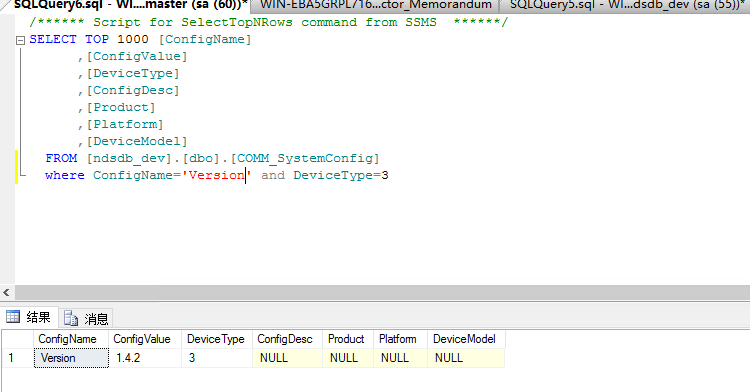 SQLQuery6.sql - WI....master (sa (60))* WIN-EBA5GRPL716...ctor_Memorandum SQLQuery5.sql - WI...dsdb_dev (sa (55))*
/****** Script for SelectTopNRows command from SSMS  ******/
SELECT TOP 1000 [ConfigName]
,[ConfigValue]
,[DeviceType]
,[ConfigDesc]
,[Product]
,[Platform]
,[DeviceModel]
FROM [ndsdb_dev].[dbo].[COMM_SystemConfig]
where ConfigName='Version' and DeviceType=3
结果 消息
ConfigName ConfigValue DeviceType ConfigDesc Product Platform DeviceModel
1 Version 1.4.2 3 NULL NULL NULL NULL